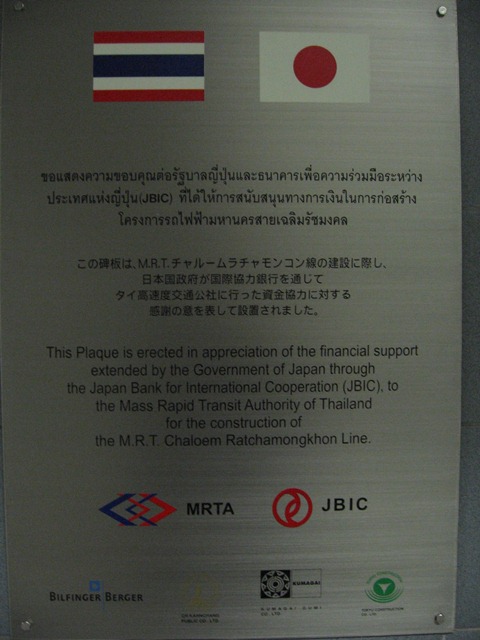 ขอแสดงความขอบคุณต่อรัฐบาลญี่ปุ่นและธนาคารเพื่อความร่วมมือระหว่าง
ประเทศแห่งญี่ปุ่น(JBIC) ที่ได้ให้การสนับสนุนทางการเงินในการก่อสร้าง
โครงการรถไฟฟ้ามหานครสายเฉลิมรัชมงคล
この碑板は、M.R.T.チャルームラチャモンコン線の建設に際し、
日本国政府が国際協力銀行を通じて
タイ高速度交通公社に行った資金協力に対する
感謝の意を表して設置されました。
This Plaque is erected in appreciation of the financial support
extended by the Government of Japan through
the Japan Bank for International Cooperation (JBIC), to
the Mass Rapid Transit Authority of Thailand
for the construction of
the M.R.T. Chaloem Ratchamongkhon Line.
MRTA
JBIC
BILFINGER BERGER
CH. KARNCHANG
PUBLIC CO. LTD.
KUMAGAI
KUMAGAI GUMI
CO. LTD.
CO. LTD.